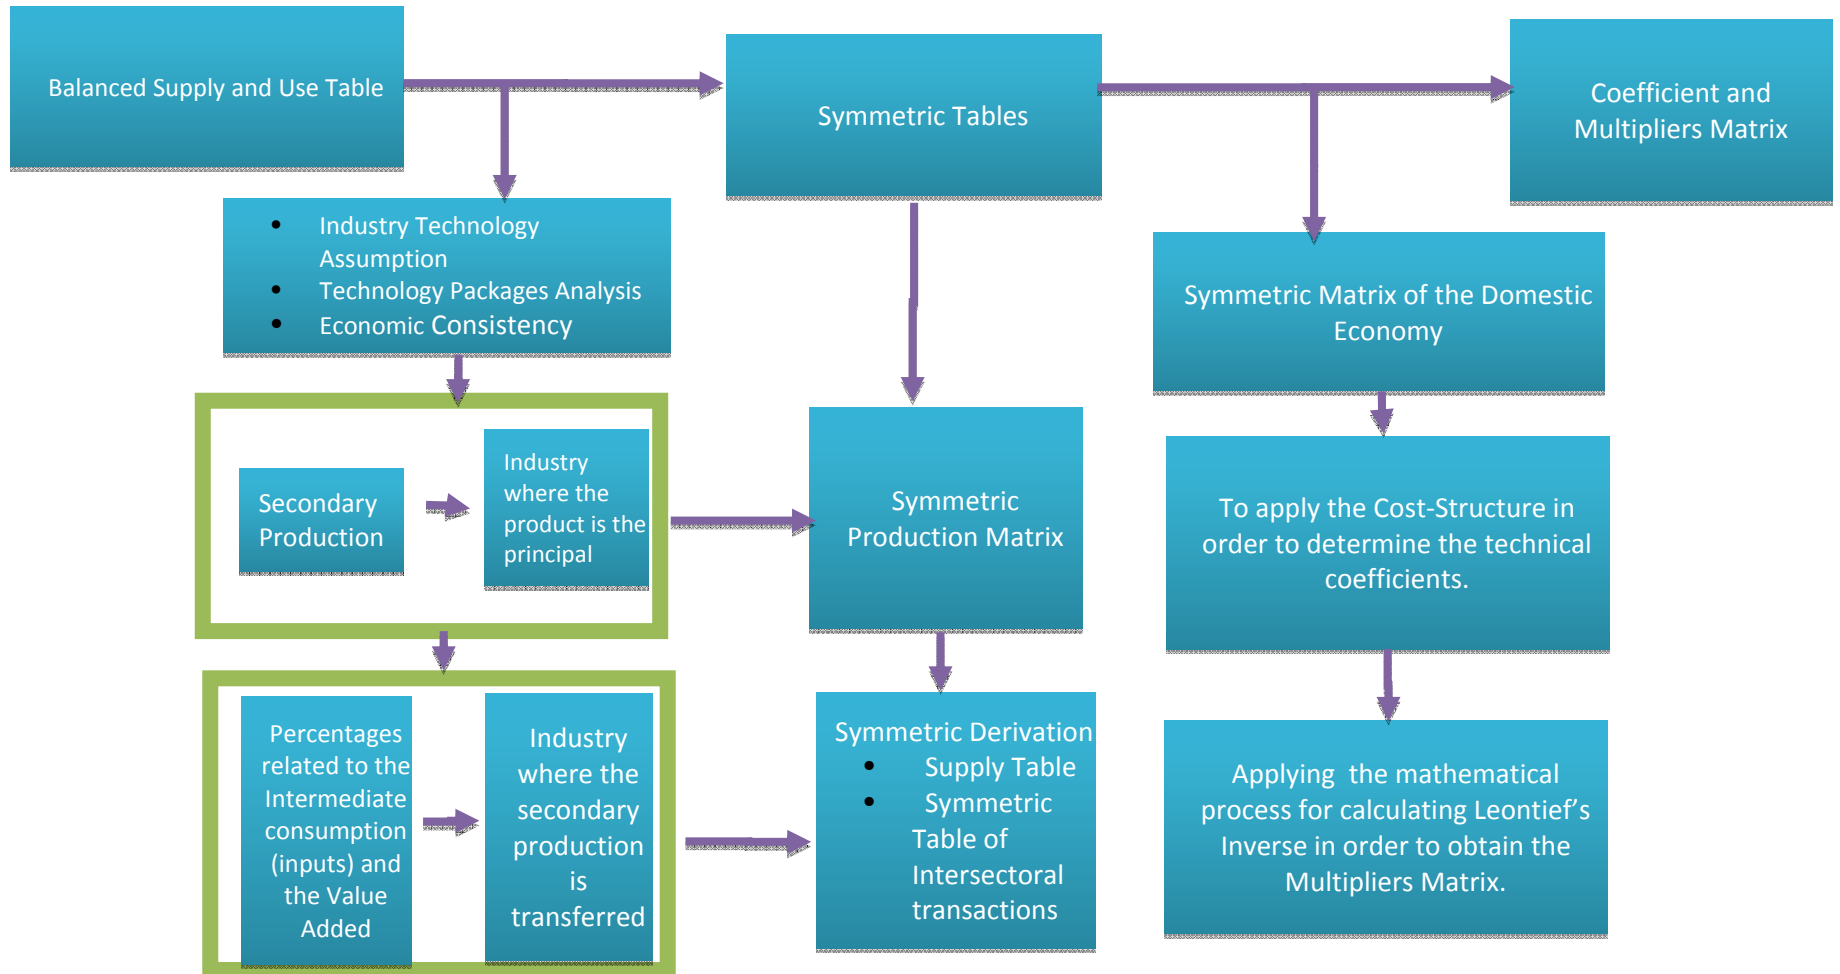 Balanced Supply and Use Table
Symmetric Tables
Coefficient and
Multipliers Matrix
• Industry Technology
Assumption
• Technology Packages Analysis
• Economic Consistency
Symmetric Matrix of the Domestic
Economy
Secondary
Production
Industry
where the
product is the
principal
Symmetric
Production Matrix
To apply the Cost-Structure in
order to determine the technical
coefficients.
Percentages
related to the
Intermediate
consumption
(inputs) and
the Value
Added
Industry
where the
secondary
production
is
transferred
Symmetric Derivation
• Supply Table
• Symmetric
Table of
Intersectoral
transactions
Applying the mathematical
process for calculating Leontief’s
Inverse in order to obtain the
Multipliers Matrix.